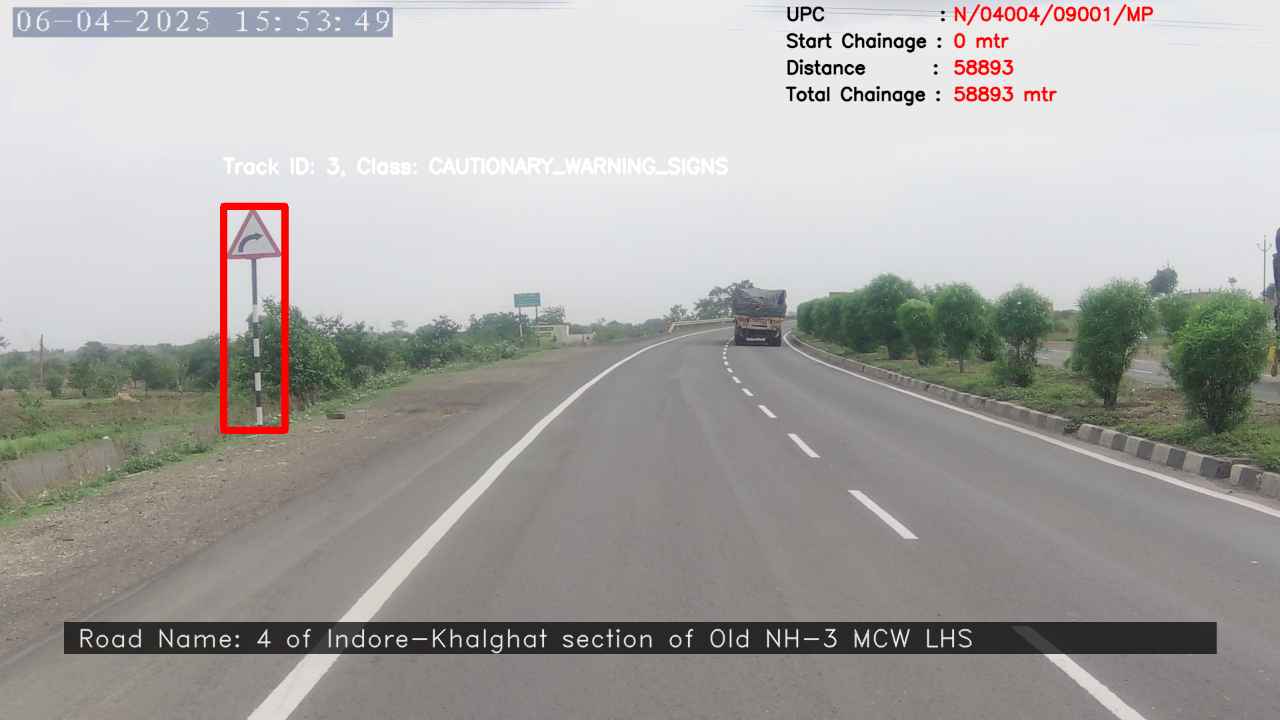 06-04-2025 15:53:49
UPC : N/04004/09001/MP
Start Chainage : 0 mtr
Distance : 58893
Total Chainage : 58893 mtr
Track ID: 3, Class: CAUTIONARY_WARNING_SIGNS
Road Name: 4 of Indore-Khalghat section of Old NH-3 MCW LHS